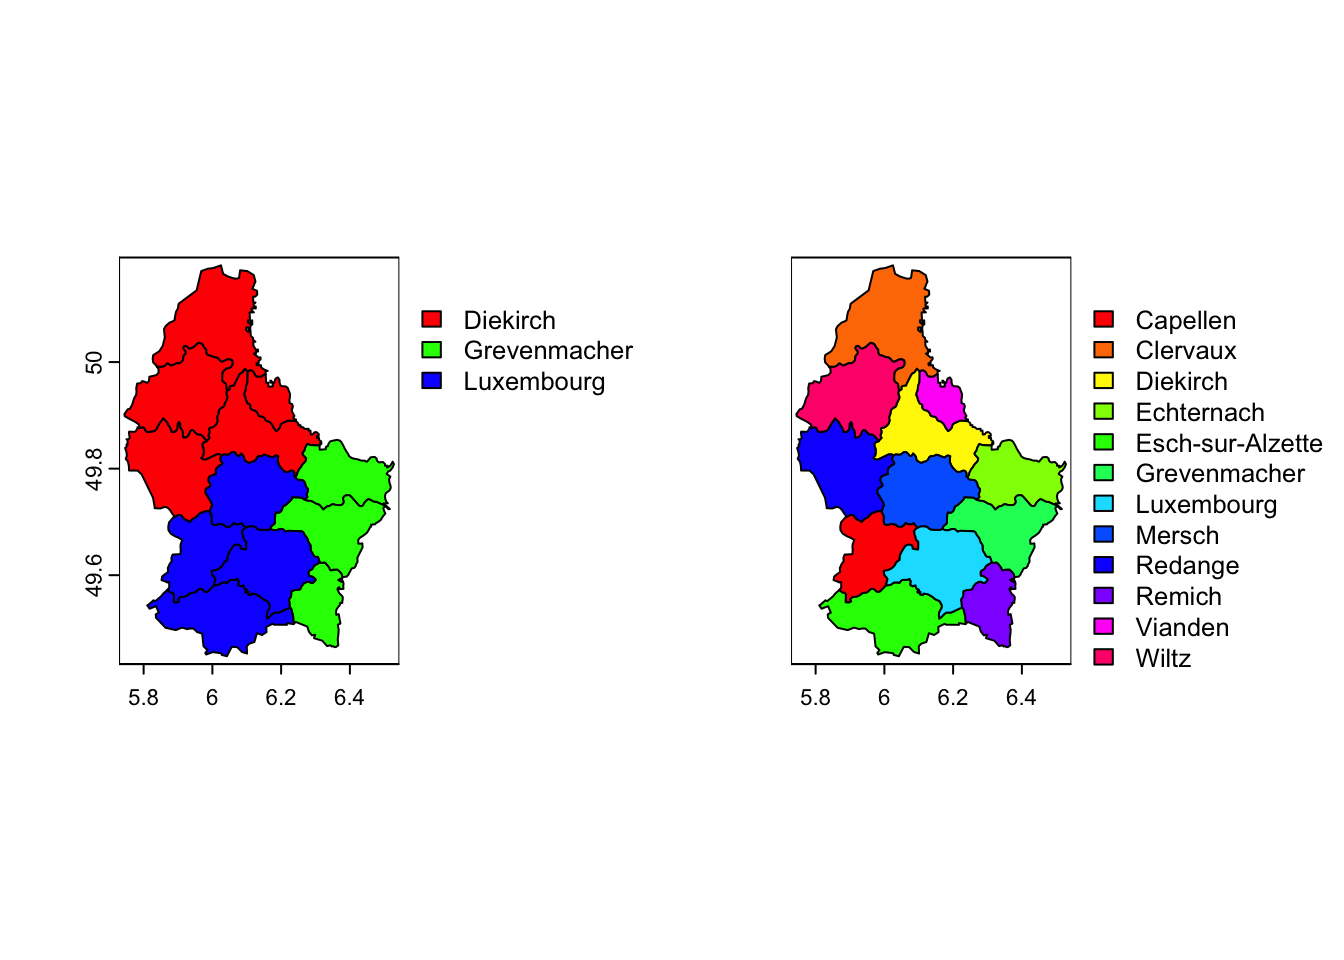 50
49.8
49.6
5.8 6 6.2 6.4
Diekirch
Grevenmacher
Luxembourg
5.8 6 6.2 6.4
Capellen
Clervaux
Diekirch
Echternach
Esch-sur-Alzette
Grevenmacher
Luxembourg
Mersch
Redange
Remich
Vianden
Wiltz